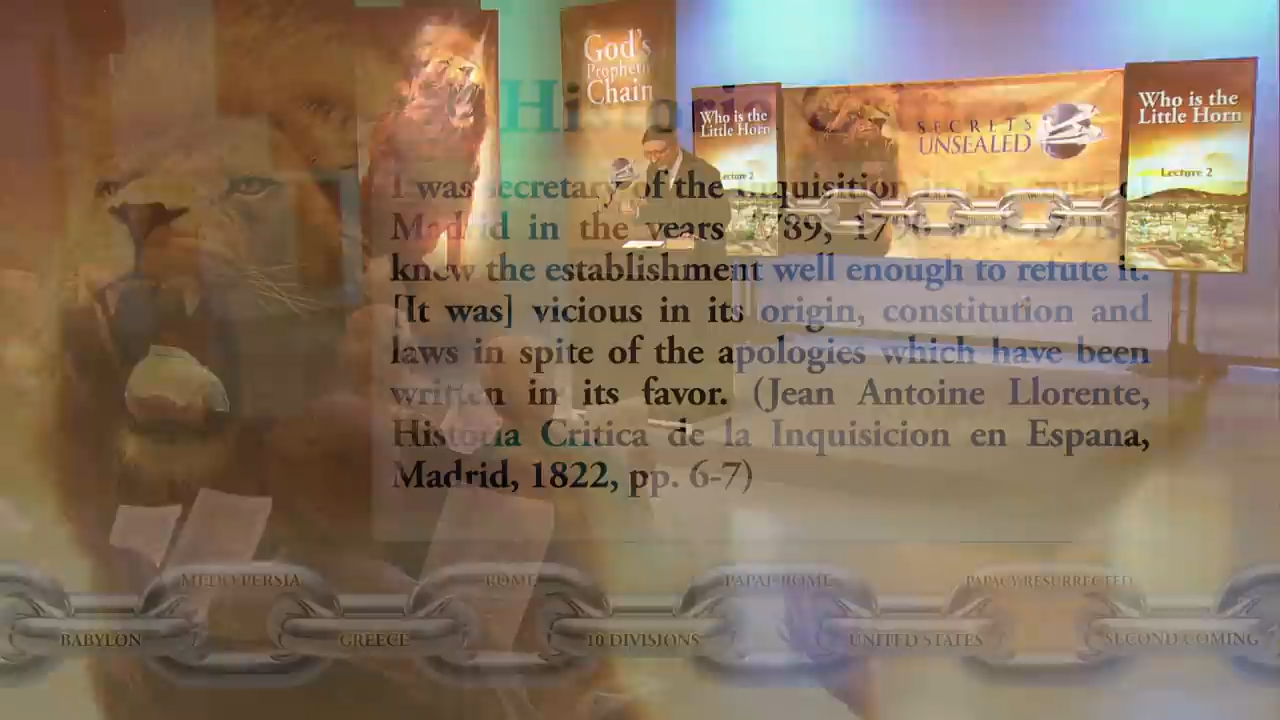 God's
Prophetic
Chain
Who is the
Little Horn
Lecture 2
SECRETS
UNSEALED
Who is the
Little Horn
Lecture 2
I was secretary of the Inquisition in the
Madrid in the years 1789, 1790
knew the establishment well enough to refute it.
[It was] vicious in its origin, constitution and
laws in spite of the apologies which have been
written in its favor. (Jean Antoine Llorente,
Historia Critica de la Inquisicion en Espana,
Madrid, 1822, pp. 6-7)
MEDO PERSIA ROME PAPAL ROME PAPACY RESURRECTED
BABYLON GREECE 10 DIVISIONS UNITED STATES SECOND COMING